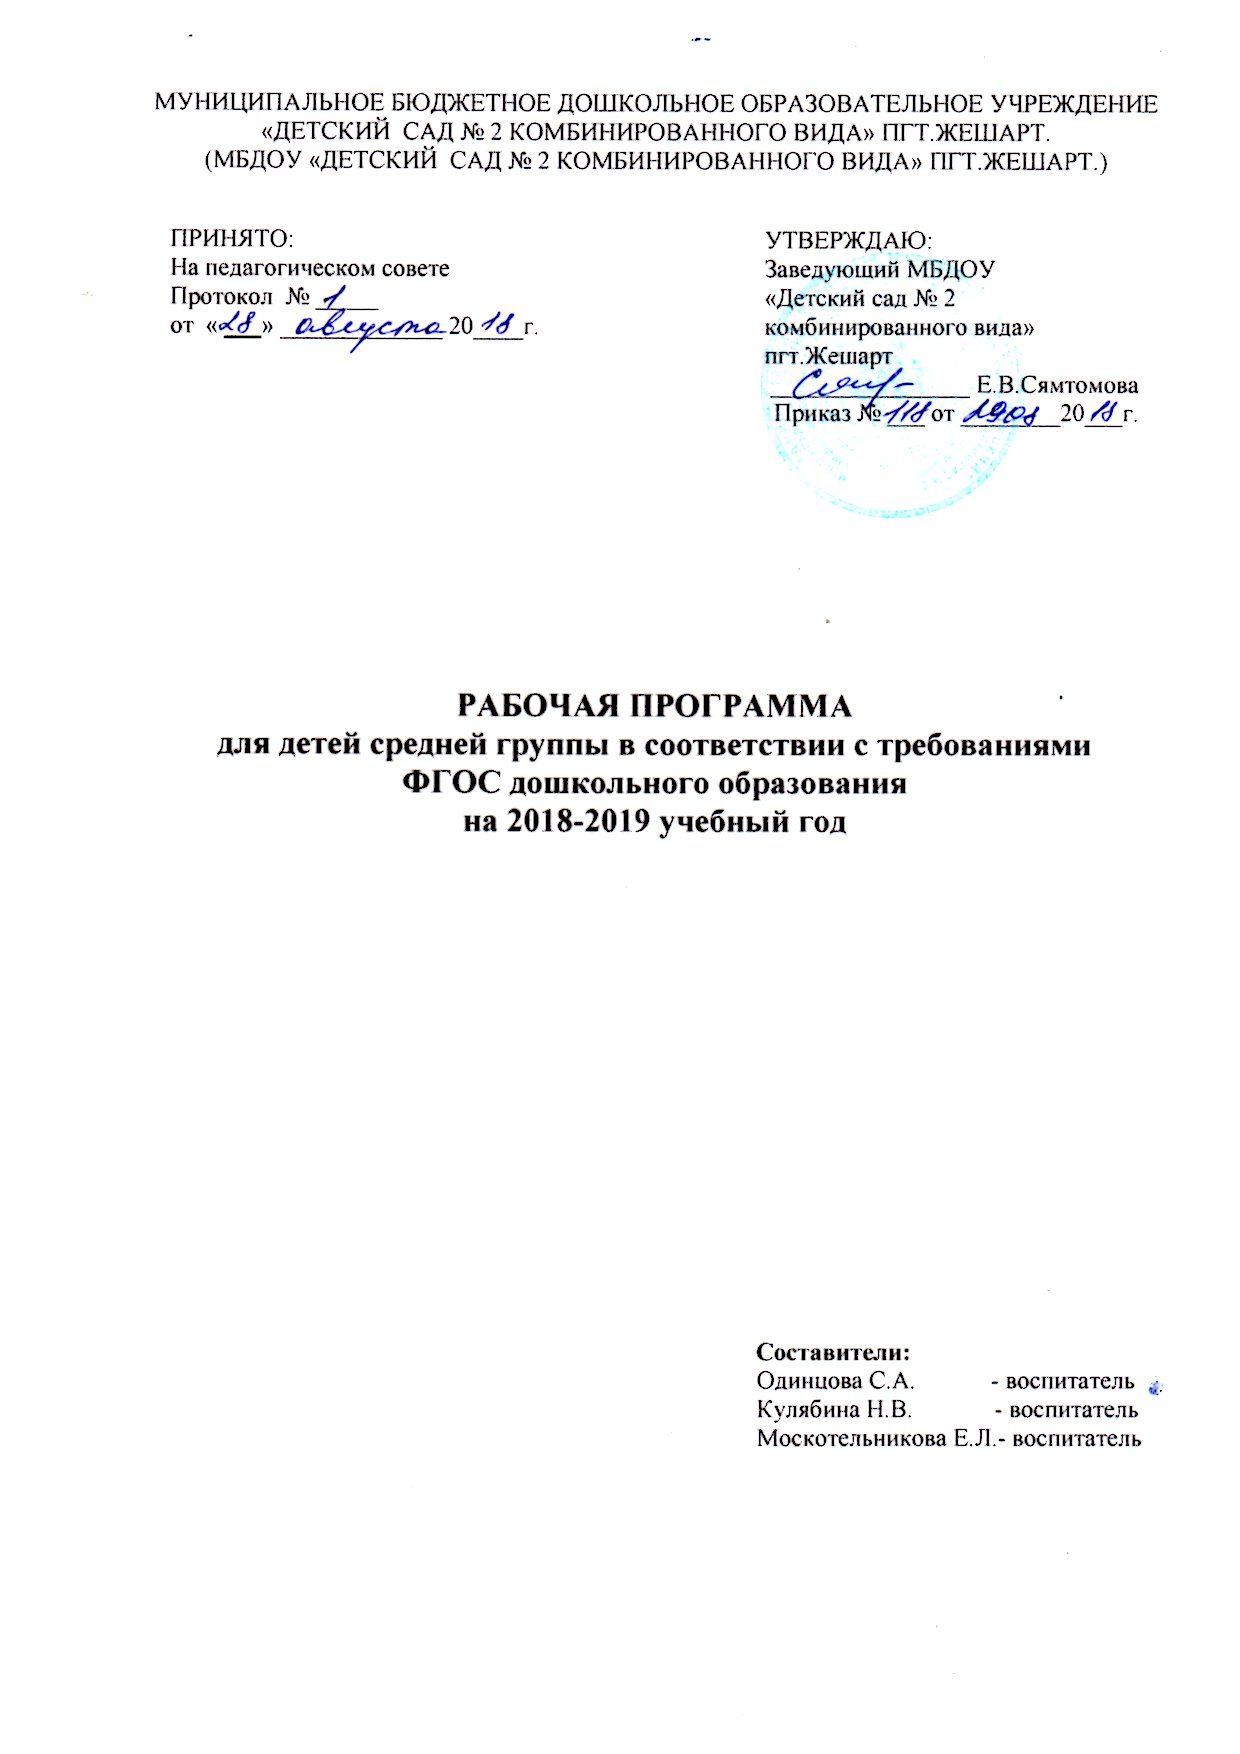 МУНИЦИПАЛЬНОЕ БЮДЖЕТНОЕ ДОШКОЛЬНОЕ ОБРАЗОВАТЕЛЬНОЕ УЧРЕЖДЕНИЕ
«ДЕТСКИЙ САД № 2 КОМБИНИРОВАННОГО ВИДА» ПГТ.ЖЕШАРТ.
(МБДОУ «ДЕТСКИЙ САД № 2 КОМБИНИРОВАННОГО ВИДА» ПГТ.ЖЕШАРТ.)
ПРИНЯТО:
На педагогическом совете
Протокол № 1
от «28» августа 2018г.
УТВЕРЖДАЮ:
Заведующий МБДОУ
«Детский сад № 2
комбинированного вида»
пгт.Жешарт
Е.В.Сямтомова
Приказ № 118 от 29 08 2018г.
РАБОЧАЯ ПРОГРАММА
для детей средней группы в соответствии с требованиями
ФГОС дошкольного образования
на 2018-2019 учебный год
Составители:
Одинцова С.А. - воспитатель
Кулябина Н.В. - воспитатель
Москотельникова Е.Л.- воспитатель